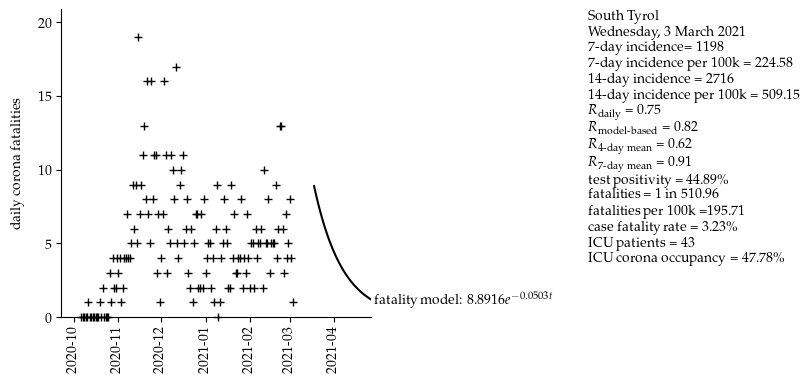 South Tyrol
Wednesday, 3 March 2021
7-day incidence= 1198
7-day incidence per 100k = 224.58
14-day incidence = 2716
14-day incidence per 100k = 509.15
R_daily = 0.75
R_model-based = 0.82
R_4-day mean = 0.62
R_7-day mean = 0.91
test positivity = 44.89%
fatalities = 1 in 510.96
fatalities per 100k =195.71
case fatality rate = 3.23%
ICU patients = 43
ICU corona occupancy = 47.78%
daily corona fatalities
20
15
10
5
0
fatality model: 8.8916e^{-0.0503t}
2020-10
2020-11
2020-12
2021-01
2021-02
2021-03
2021-04